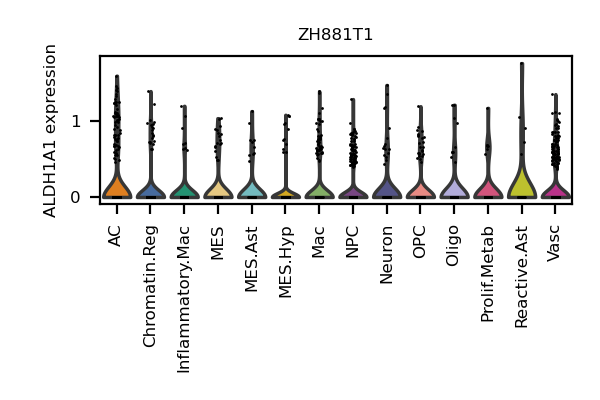 ZH881T1
ALDH1A1 expression
1
0
AC
Chromatin.Reg
Inflammatory.Mac
MES
MES.Ast
MES.Hyp
Mac
NPC
Neuron
OPC
Oligo
Prolif.Metab
Reactive.Ast
Vasc